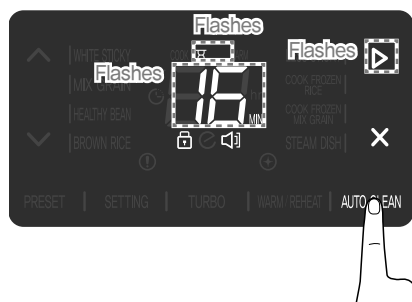 Flashes
WHITE STICKY
Flashes
Flashes
MIX GRAIN
16 MIN
COOK FROZEN
RICE
HEALTHY BEAN
COOK FROZEN
MIX GRAIN
BROWN RICE
STEAM DISH
PRESET | SETTING | TURBO | WARM/REHEAT | AUTO CLEAN